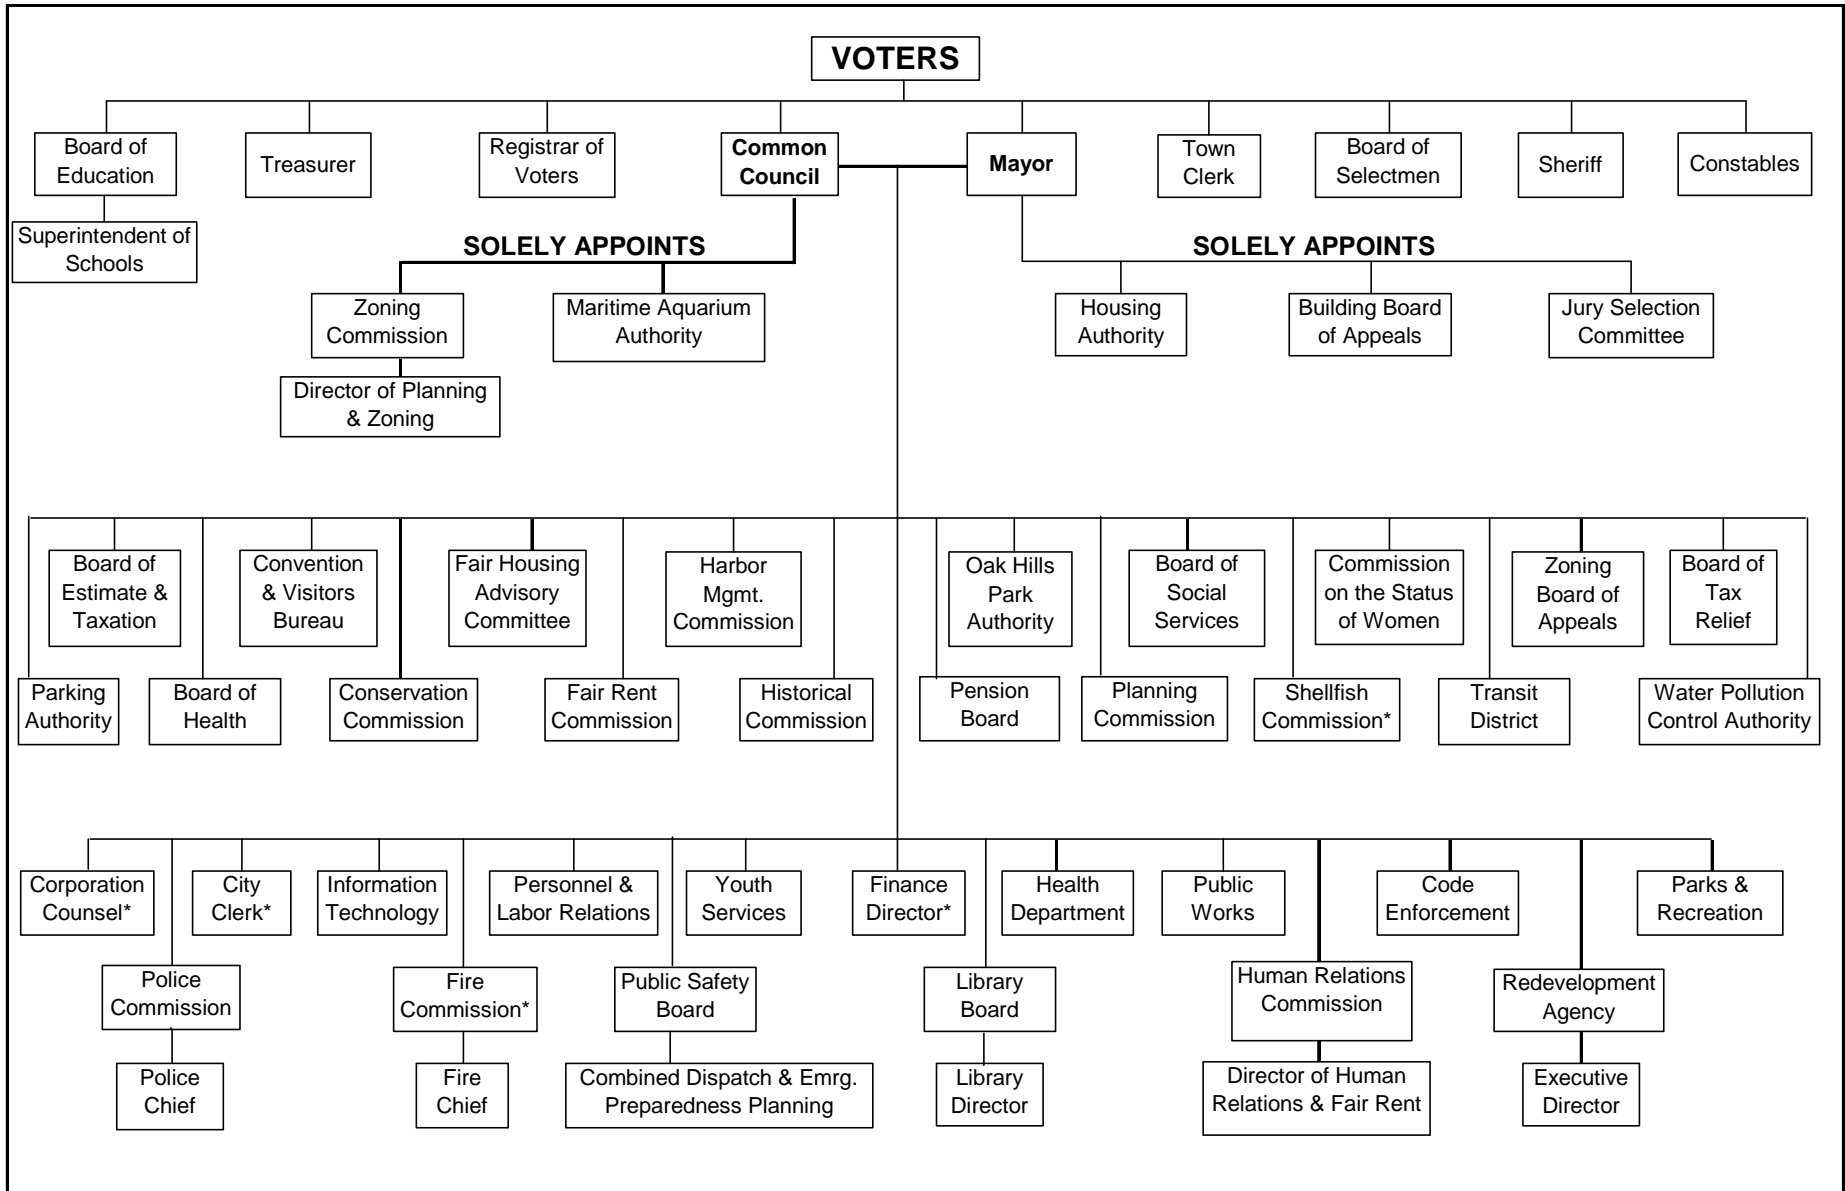 VOTERS
Board of
Education
Treasurer
Registrar of
Voters
Common
Council
Mayor
Town
Clerk
Board of
Selectmen
Sheriff
Constables
Superintendent of
Schools
SOLELY APPOINTS
SOLELY APPOINTS
Zoning
Commission
Maritime Aquarium
Authority
Housing
Authority
Building Board
of Appeals
Jury Selection
Committee
Director of Planning
& Zoning
Board of
Estimate &
Taxation
Convention
& Visitors
Bureau
Fair Housing
Advisory
Committee
Harbor
Mgmt.
Commission
Oak Hills
Park
Authority
Board of
Social
Services
Commission
on the Status
of Women
Zoning
Board of
Appeals
Board of
Tax
Relief
Parking
Authority
Board of
Health
Conservation
Commission
Fair Rent
Commission
Historical
Commission
Pension
Board
Planning
Commission
Shellfish
Commission*
Transit
District
Water Pollution
Control Authority
Corporation
Counsel*
City
Clerk*
Information
Technology
Personnel &
Labor Relations
Youth
Services
Finance
Director*
Health
Department
Public
Works
Code
Enforcement
Parks &
Recreation
Police
Commission
Fire
Commission*
Public Safety
Board
Library
Board
Human Relations
Commission
Redevelopment
Agency
Police
Chief
Fire
Chief
Combined Dispatch & Emrg.
Preparedness Planning
Library
Director
Director of Human
Relations & Fair Rent
Executive
Director